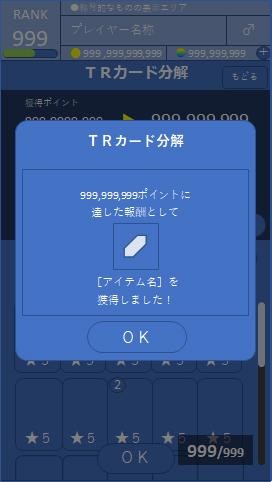 RANK
●称号的なものの表示エリア
999
プレイヤー名称
♂
999,999,999,999
999,999,999
+
TRカード分解
もどる
獲得ポイント
999,999,999
TRカード分解
999,999,999ポイントに
達した報酬として
[アイテム名]を
獲得しました!
OK
★5 ★5 ★5 ★5 ★5
2
★5 ★5 ★5 ★5 ★5
OK
999/999